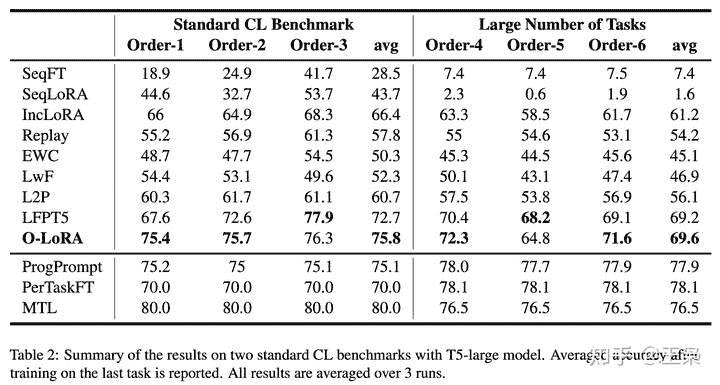 Standard CL Benchmark Large Number of Tasks
Order-1 Order-2 Order-3 avg Order-4 Order-5 Order-6 avg
SeqFT 18.9 24.9 41.7 28.5 7.4 7.4 7.5 7.4
SeqLoRA 44.6 32.7 53.7 43.7 2.3 0.6 1.9 1.6
IncLoRA 66 64.9 68.3 66.4 63.3 58.5 61.7 61.2
Replay 55.2 56.9 61.3 57.8 55 54.6 53.1 54.2
EWC 48.7 47.7 54.5 50.3 45.3 44.5 45.6 45.1
LwF 54.4 53.1 49.6 52.3 50.1 43.1 47.4 46.9
L2P 60.3 61.7 61.1 60.7 57.5 53.8 56.9 56.1
LFPT5 67.6 72.6 77.9 72.7 70.4 68.2 69.1 69.2
O-LoRA 75.4 75.7 76.3 75.8 72.3 64.8 71.6 69.6
ProgPrompt 75.2 75 75.1 75.1 78.0 77.7 77.9 77.9
PerTaskFT 70.0 70.0 70.0 70.0 78.1 78.1 78.1 78.1
MTL 80.0 80.0 80.0 80.0 76.5 76.5 76.5 76.5
Table 2: Summary of the results on two standard CL benchmarks with T5-large model. Averaged accuracy after
training on the last task is reported. All results are averaged over 3 runs.
知乎 @王枭